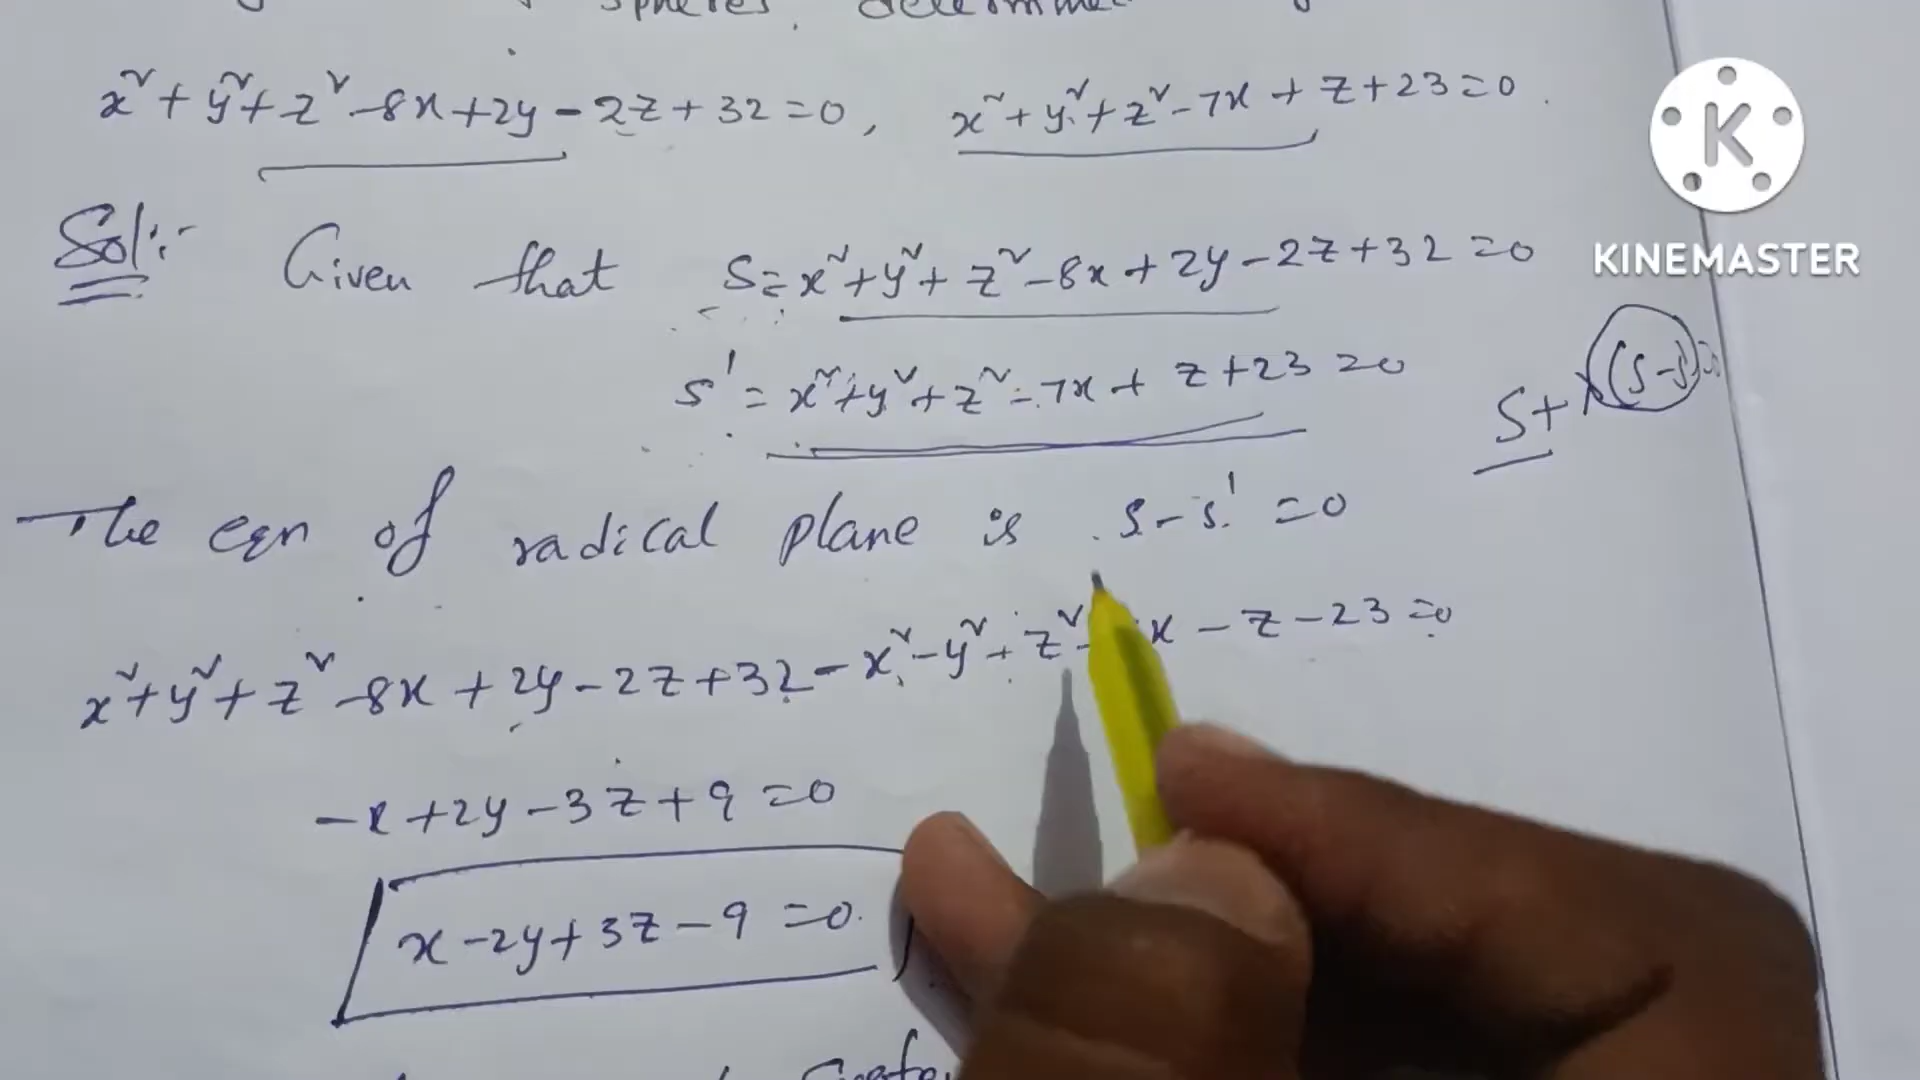 spheres. determined
x²+y²+z²-8x+2y-2z+32=0, x²+y²+z²-7x+z+23=0.
K
KINEMASTER
Sol:- Given that S=x²+y²+z²-8x+2y-2z+32=0
S'=x²+y²+z²-7x+z+23=0
S+λ(S-S')=0
The eqn of radical plane is S-S'=0
x²+y²+z²-8x+2y-2z+32-x²-y²+z²- x-z-23=0
-x+2y-3z+9=0
x-2y+3z-9=0.